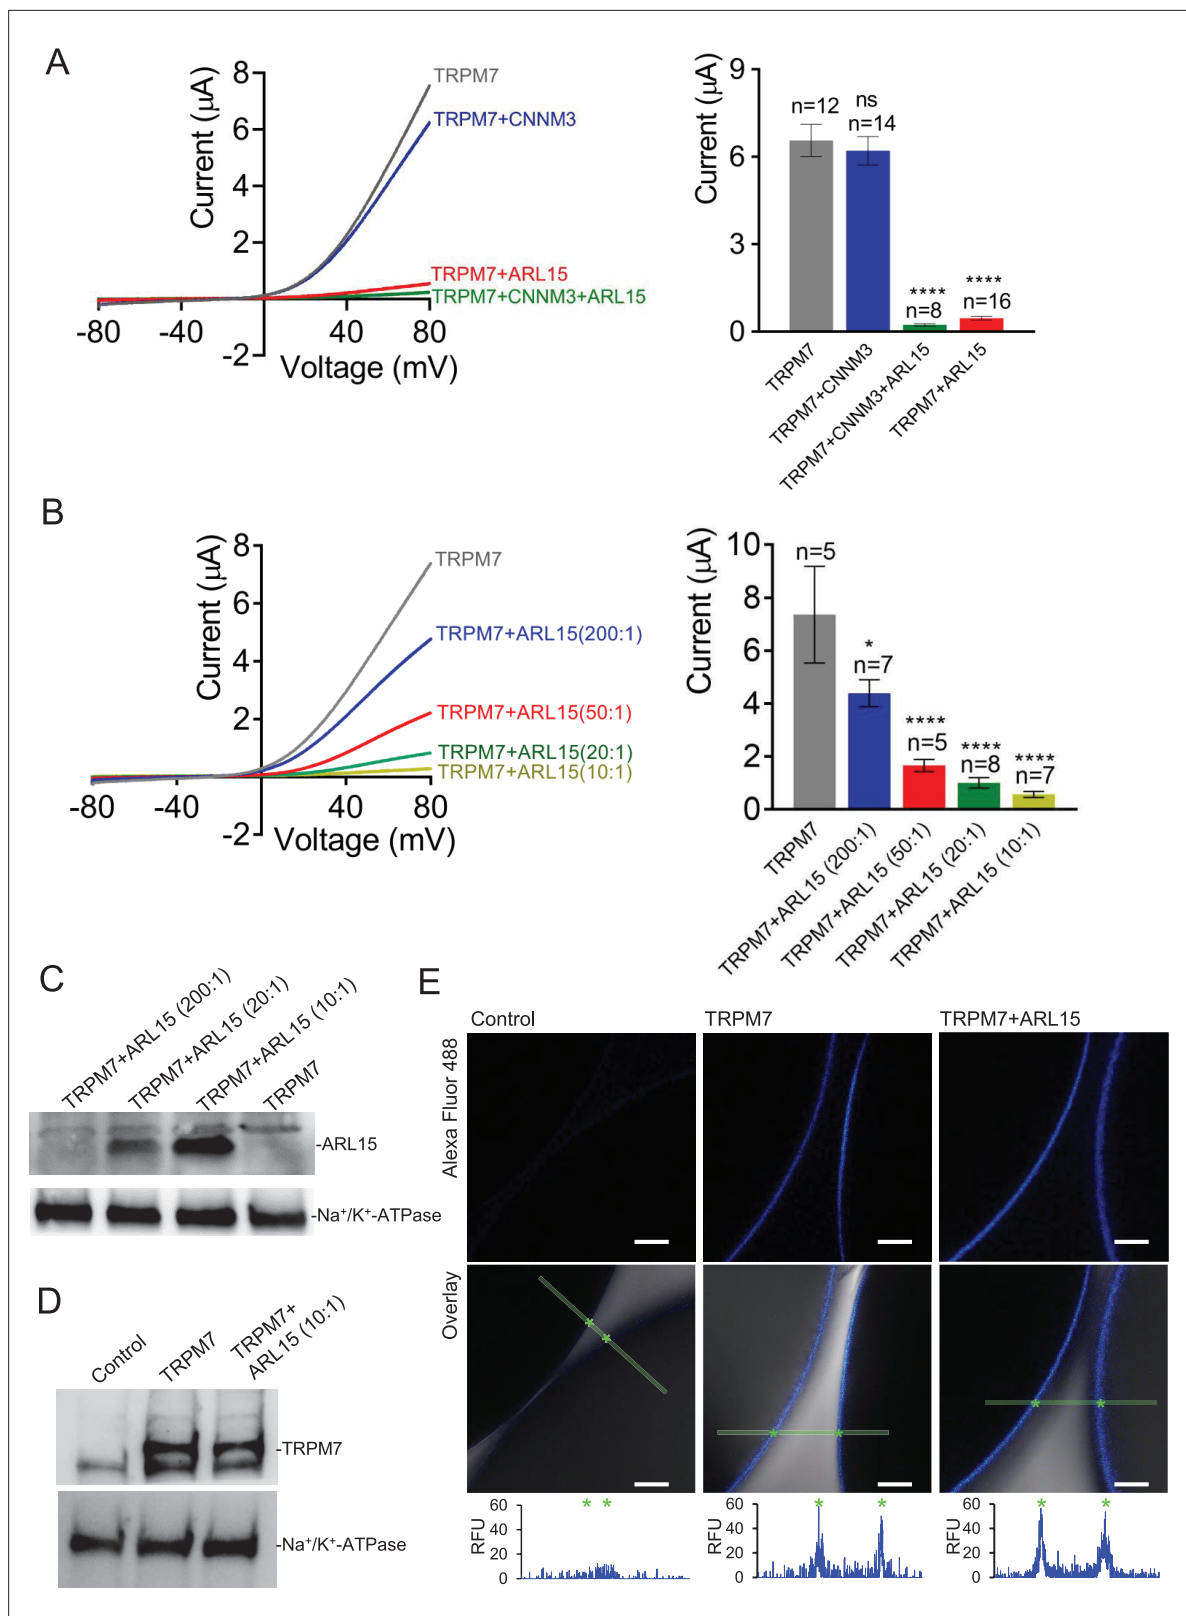 A
Current (µA)
8
6
4
2
-2
-80
-40
40
80
Voltage (mV)
TRPM7
TRPM7+CNNM3
TRPM7+ARL15
TRPM7+CNNM3+ARL15
Current (µA)
9
6
3
0
n=12
ns
n=14
****
n=8
****
n=16
TRPM7
TRPM7+CNNM3
TRPM7+CNNM3+ARL15
TRPM7+ARL15
B
Current (µA)
8
6
4
2
-2
-80
-40
40
80
Voltage (mV)
TRPM7
TRPM7+ARL15(200:1)
TRPM7+ARL15(50:1)
TRPM7+ARL15(20:1)
TRPM7+ARL15(10:1)
Current (µA)
10
8
6
4
2
0
n=5
*
n=7
****
n=5
****
n=8
****
n=7
TRPM7
TRPM7+ARL15 (200:1)
TRPM7+ARL15 (50:1)
TRPM7+ARL15 (20:1)
TRPM7+ARL15 (10:1)
C
TRPM7+ARL15 (200:1)
TRPM7+ARL15 (20:1)
TRPM7+ARL15 (10:1)
TRPM7
-ARL15
-Na⁺/K⁺-ATPase
D
Control
TRPM7
TRPM7+
ARL15 (10:1)
-TRPM7
-Na⁺/K⁺-ATPase
E
Control
TRPM7
TRPM7+ARL15
Alexa Fluor 488
Overlay
* *
* *
* *
RFU
60
40
20
0
* *
RFU
60
40
20
0
* *
RFU
60
40
20
0
* *